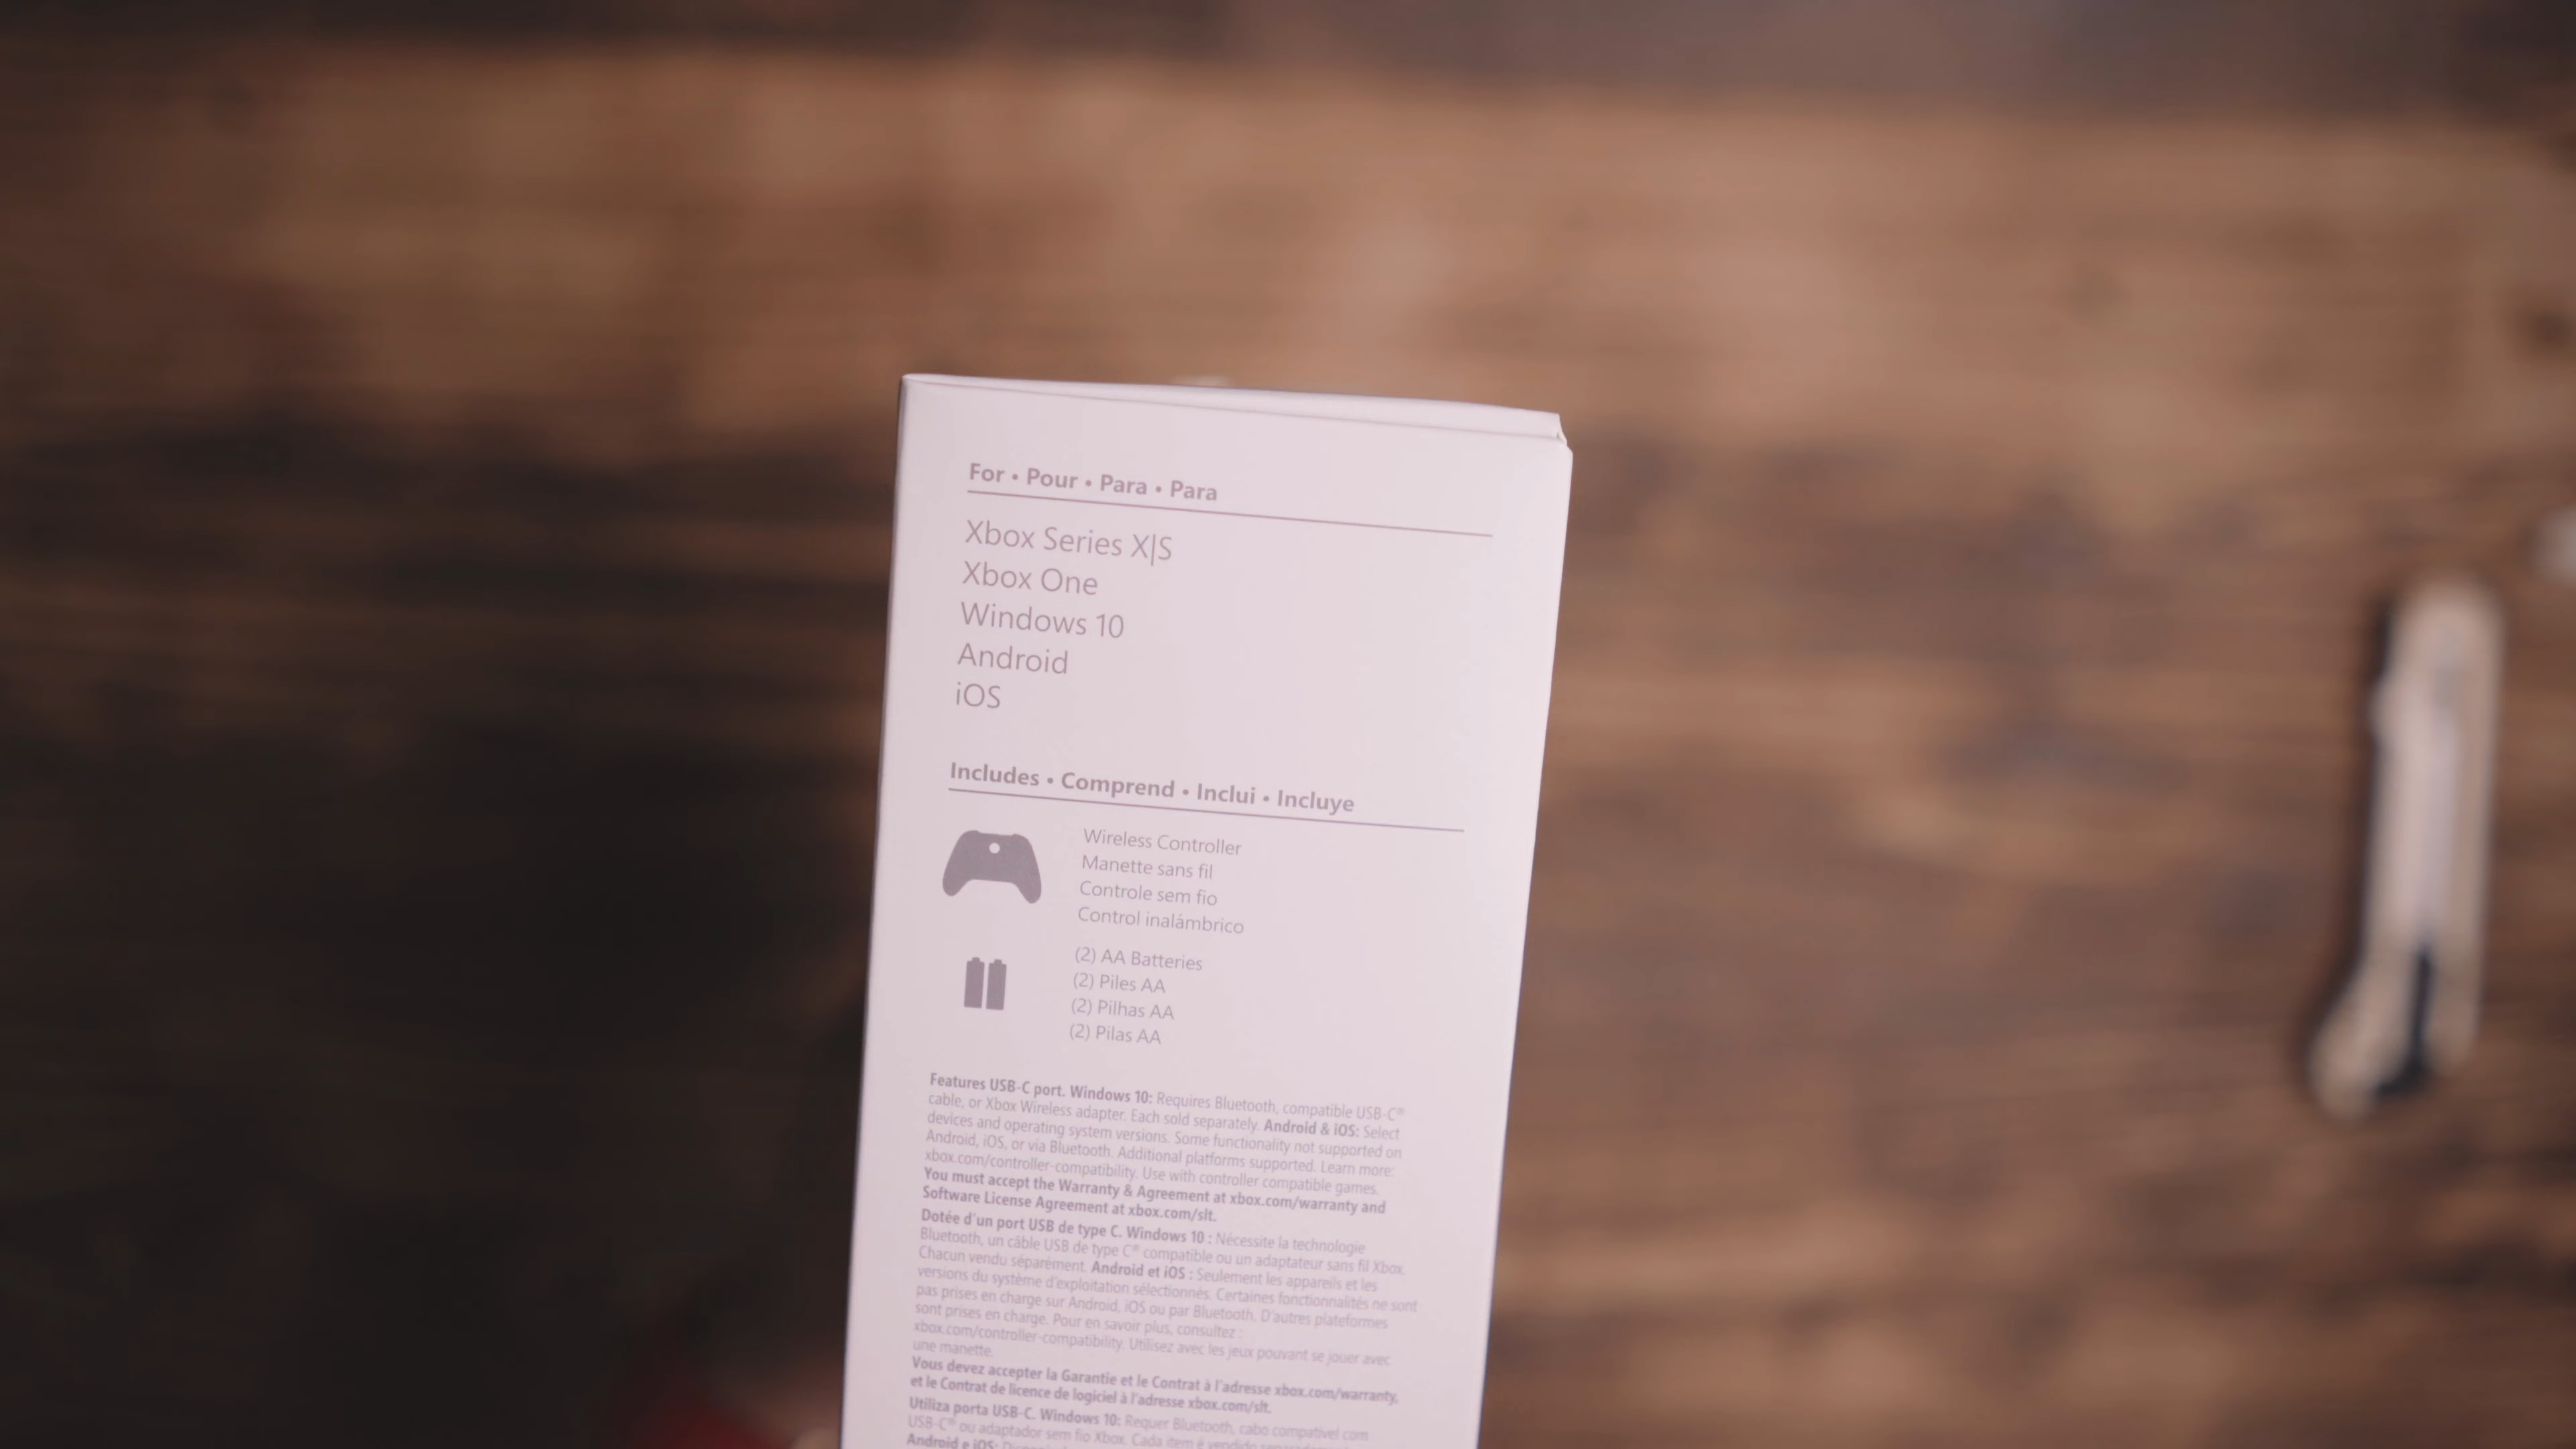 For • Pour • Para • Para
Xbox Series X|S
Xbox One
Windows 10
Android
iOS
Includes • Comprend • Inclui • Incluye
Wireless Controller
Manette sans fil
Controle sem fio
Control inalámbrico
(2) AA Batteries
(2) Piles AA
(2) Pilhas AA
(2) Pilas AA
Features USB-C port. Windows 10: Requires Bluetooth, compatible USB-C®
cable, or Xbox Wireless adapter. Each sold separately. Android & iOS: Select
devices and operating system versions. Some functionality not supported on
Android, iOS, or via Bluetooth. Additional platforms supported. Learn more:
xbox.com/controller-compatibility. Use with controller compatible games.
You must accept the Warranty & Agreement at xbox.com/warranty and
Software License Agreement at xbox.com/slt.
Dotée d'un port USB de type C. Windows 10 : Nécessite la technologie
Bluetooth, un câble USB de type C® compatible ou un adaptateur sans fil Xbox.
Chacun vendu séparément. Android et iOS : Seulement les appareils et les
versions du système d'exploitation sélectionnés. Certaines fonctionnalités ne sont
pas prises en charge sur Android, iOS ou par Bluetooth. D'autres plateformes
sont prises en charge. Pour en savoir plus, consultez :
xbox.com/controller-compatibility. Utilisez avec les jeux pouvant se jouer avec
une manette.
Vous devez accepter la Garantie et le Contrat à l'adresse xbox.com/warranty,
et le Contrat de licence de logiciel à l'adresse xbox.com/slt.
Utiliza porta USB-C. Windows 10: Requer Bluetooth, cabo compatível com
USB-C® ou adaptador sem fio Xbox. Cada item é vendido
Android e iOS: